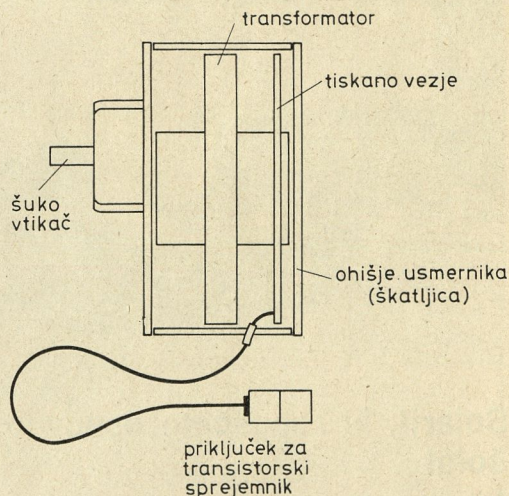 transformator
tiskano vezje
šuko
vtikač
ohišje usmernika
(škatljica)
priključek za
transistorski
sprejemnik